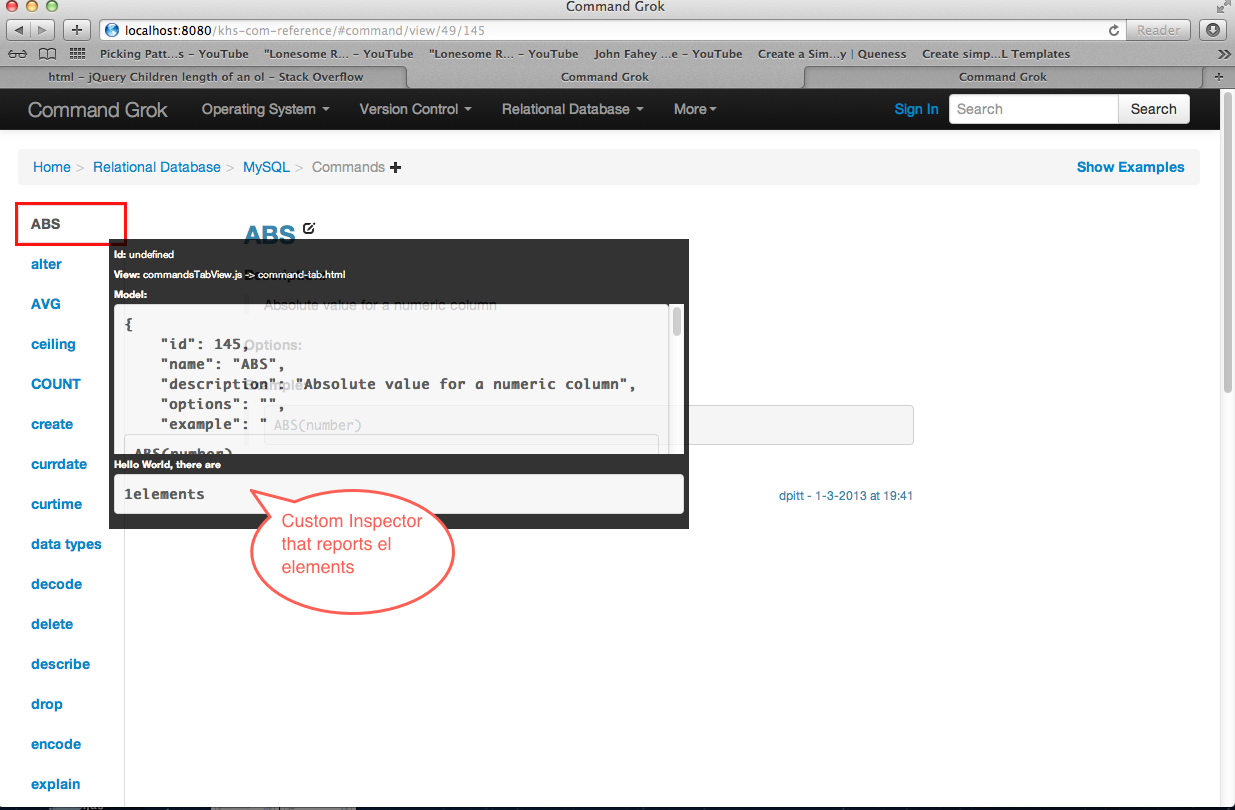 Command Grok
localhost:8080/khs-com-reference/#command/view/49/145
Reader
Picking Patt...s – YouTube "Lonesome R... – YouTube "Lonesome R... – YouTube John Fahey ...e – YouTube Create a Sim...y | Queness Create simp...L Templates
html – jQuery Children length of an ol – Stack Overflow Command Grok Command Grok
Command Grok Operating System Version Control Relational Database More Sign In Search Search
Home > Relational Database > MySQL > Commands Show Examples
ABS
alter
AVG
ceiling
COUNT
create
currdate
curtime
data types
decode
delete
describe
drop
encode
explain
ABS
Id: undefined
View: commandsTabView.js -> command-tab.html
Model:
Absolute value for a numeric column
{
"id": 145,
Options:
"name": "ABS",
"description": "Absolute value for a numeric column",
"options": "",
"example": "
ABS(number)
ABS(number)
Hello World, there are
1elements
Custom Inspector
that reports el
elements
dpitt - 1-3-2013 at 19:41